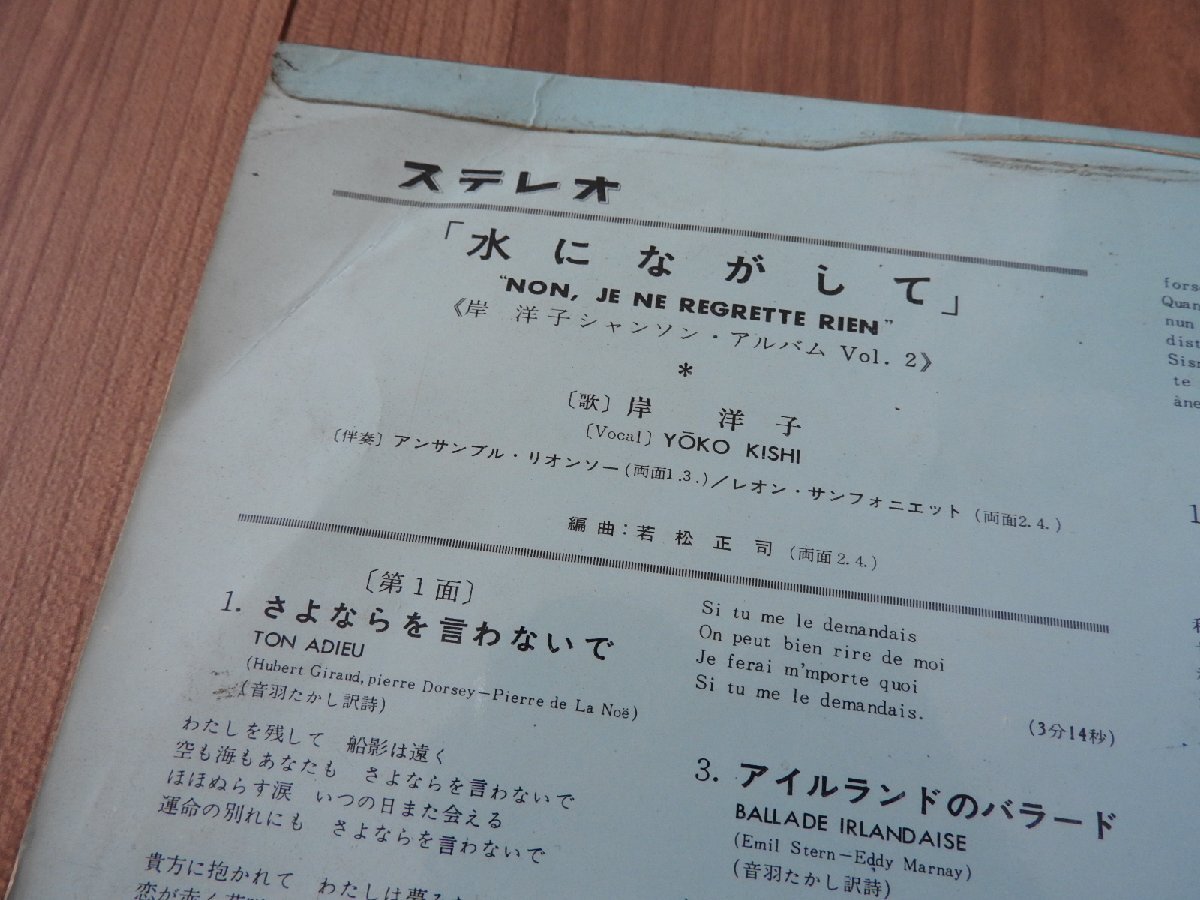 ステレオ
「水にながして」
“NON, JE NE REGRETTE RIEN”
《岸 洋子シャンソン・アルバム Vol. 2》
*
〔歌〕岸 洋子
〔Vocal〕YŌKO KISHI
〔伴奏〕アンサンブル・リオンソー(両面1.3.)/レオン・サンフォニエット(両面2.4.)
編曲:若松正司(両面2.4.)
〔第1面〕
1. さよならを言わないで
TON ADIEU
(Hubert Giraud, pierre Dorsey—Pierre de La Noë)
(音羽たかし訳詩)
わたしを残して 船影は遠く
空も海もあなたも さよならを言わないで
ほほぬらす涙 いつの日また会える
運命の別れにも さよならを言わないで
貴方に抱かれて わたしは夢み
恋が赤く
Si tu me le demandais
On peut bien rire de moi
Je ferai m'mporte quoi
Si tu me le demandais.
(3分14秒)
3. アイルランドのバラード
BALLADE IRLANDAISE
(Emil Stern—Eddy Marnay)
(音羽たかし訳詩)
fors
Quan
nun
dist
Sism
te
àne
1